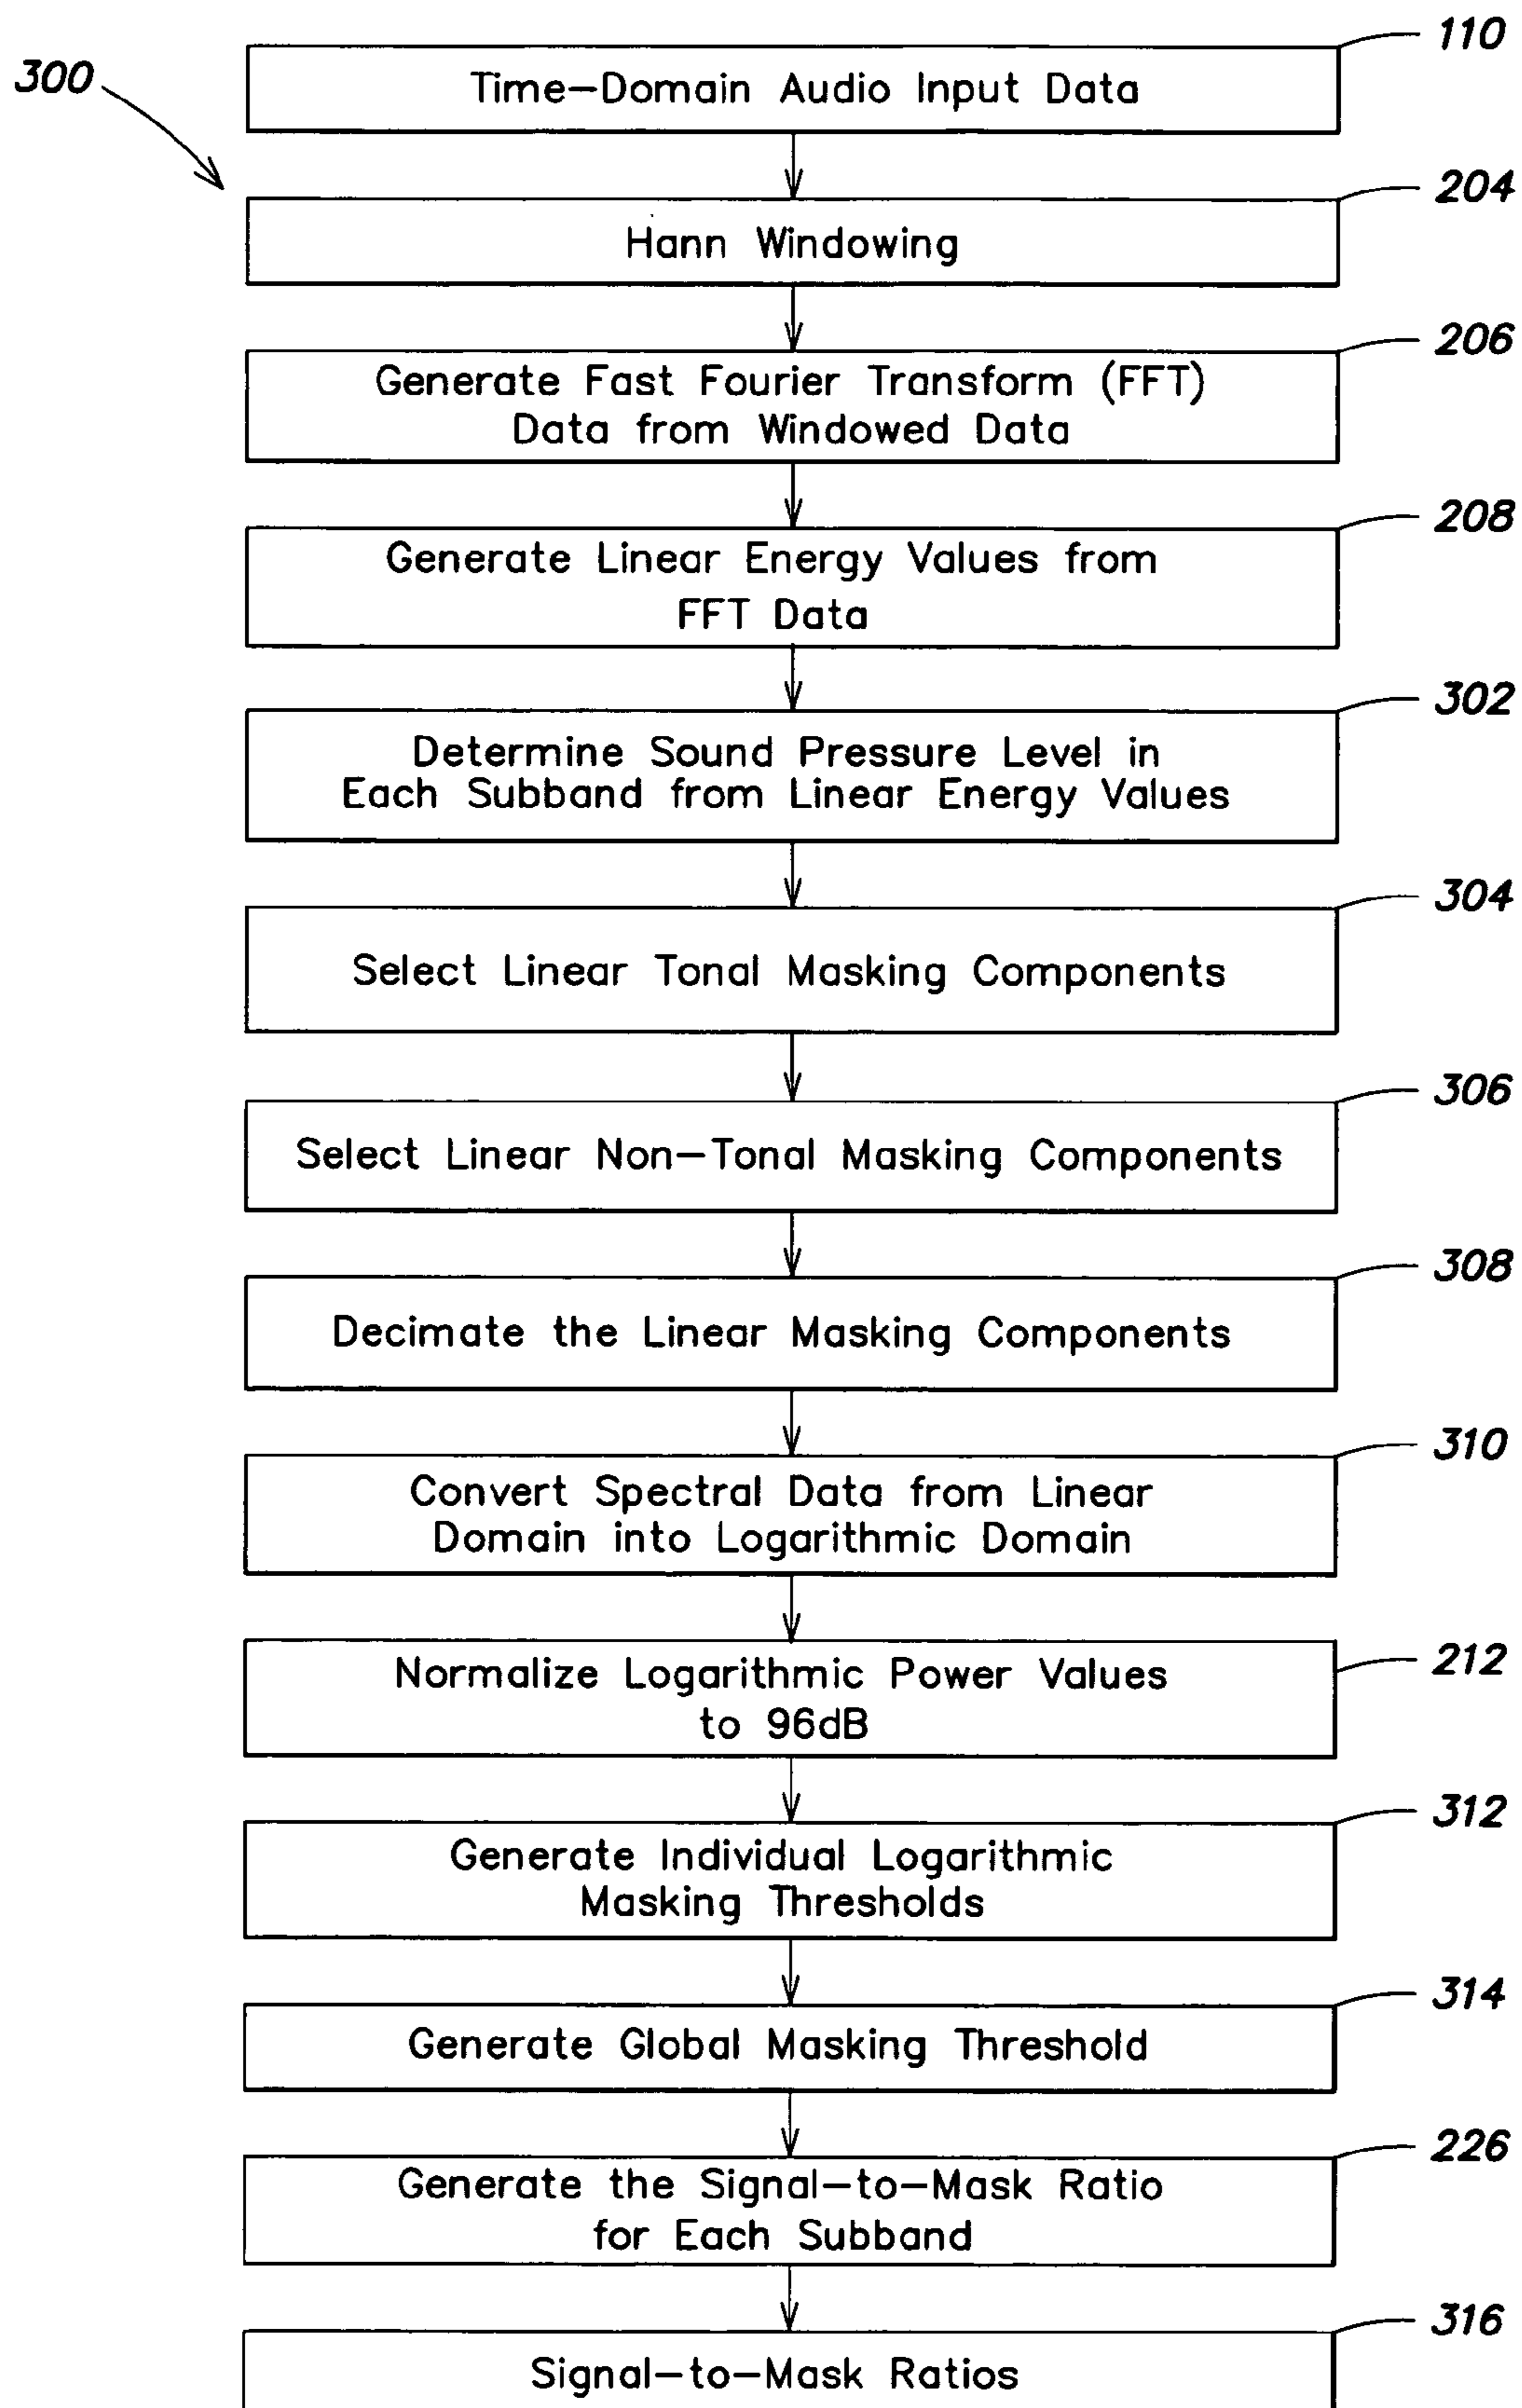 110
300
Time-Domain Audio Input Data
204
Hann Windowing
206
Generate Fast Fourier Transform (FFT)
Data from Windowed Data
208
Generate Linear Energy Values from
FFT Data
302
Determine Sound Pressure Level in
Each Subband from Linear Energy Values
304
Select Linear Tonal Masking Components
306
Select Linear Non-Tonal Masking Components
308
Decimate the Linear Masking Components
310
Convert Spectral Data from Linear
Domain into Logarithmic Domain
212
Normalize Logarithmic Power Values
to 96dB
312
Generate Individual Logarithmic
Masking Thresholds
314
Generate Global Masking Threshold
226
Generate the Signal-to-Mask Ratio
for Each Subband
316
Signal-to-Mask Ratios